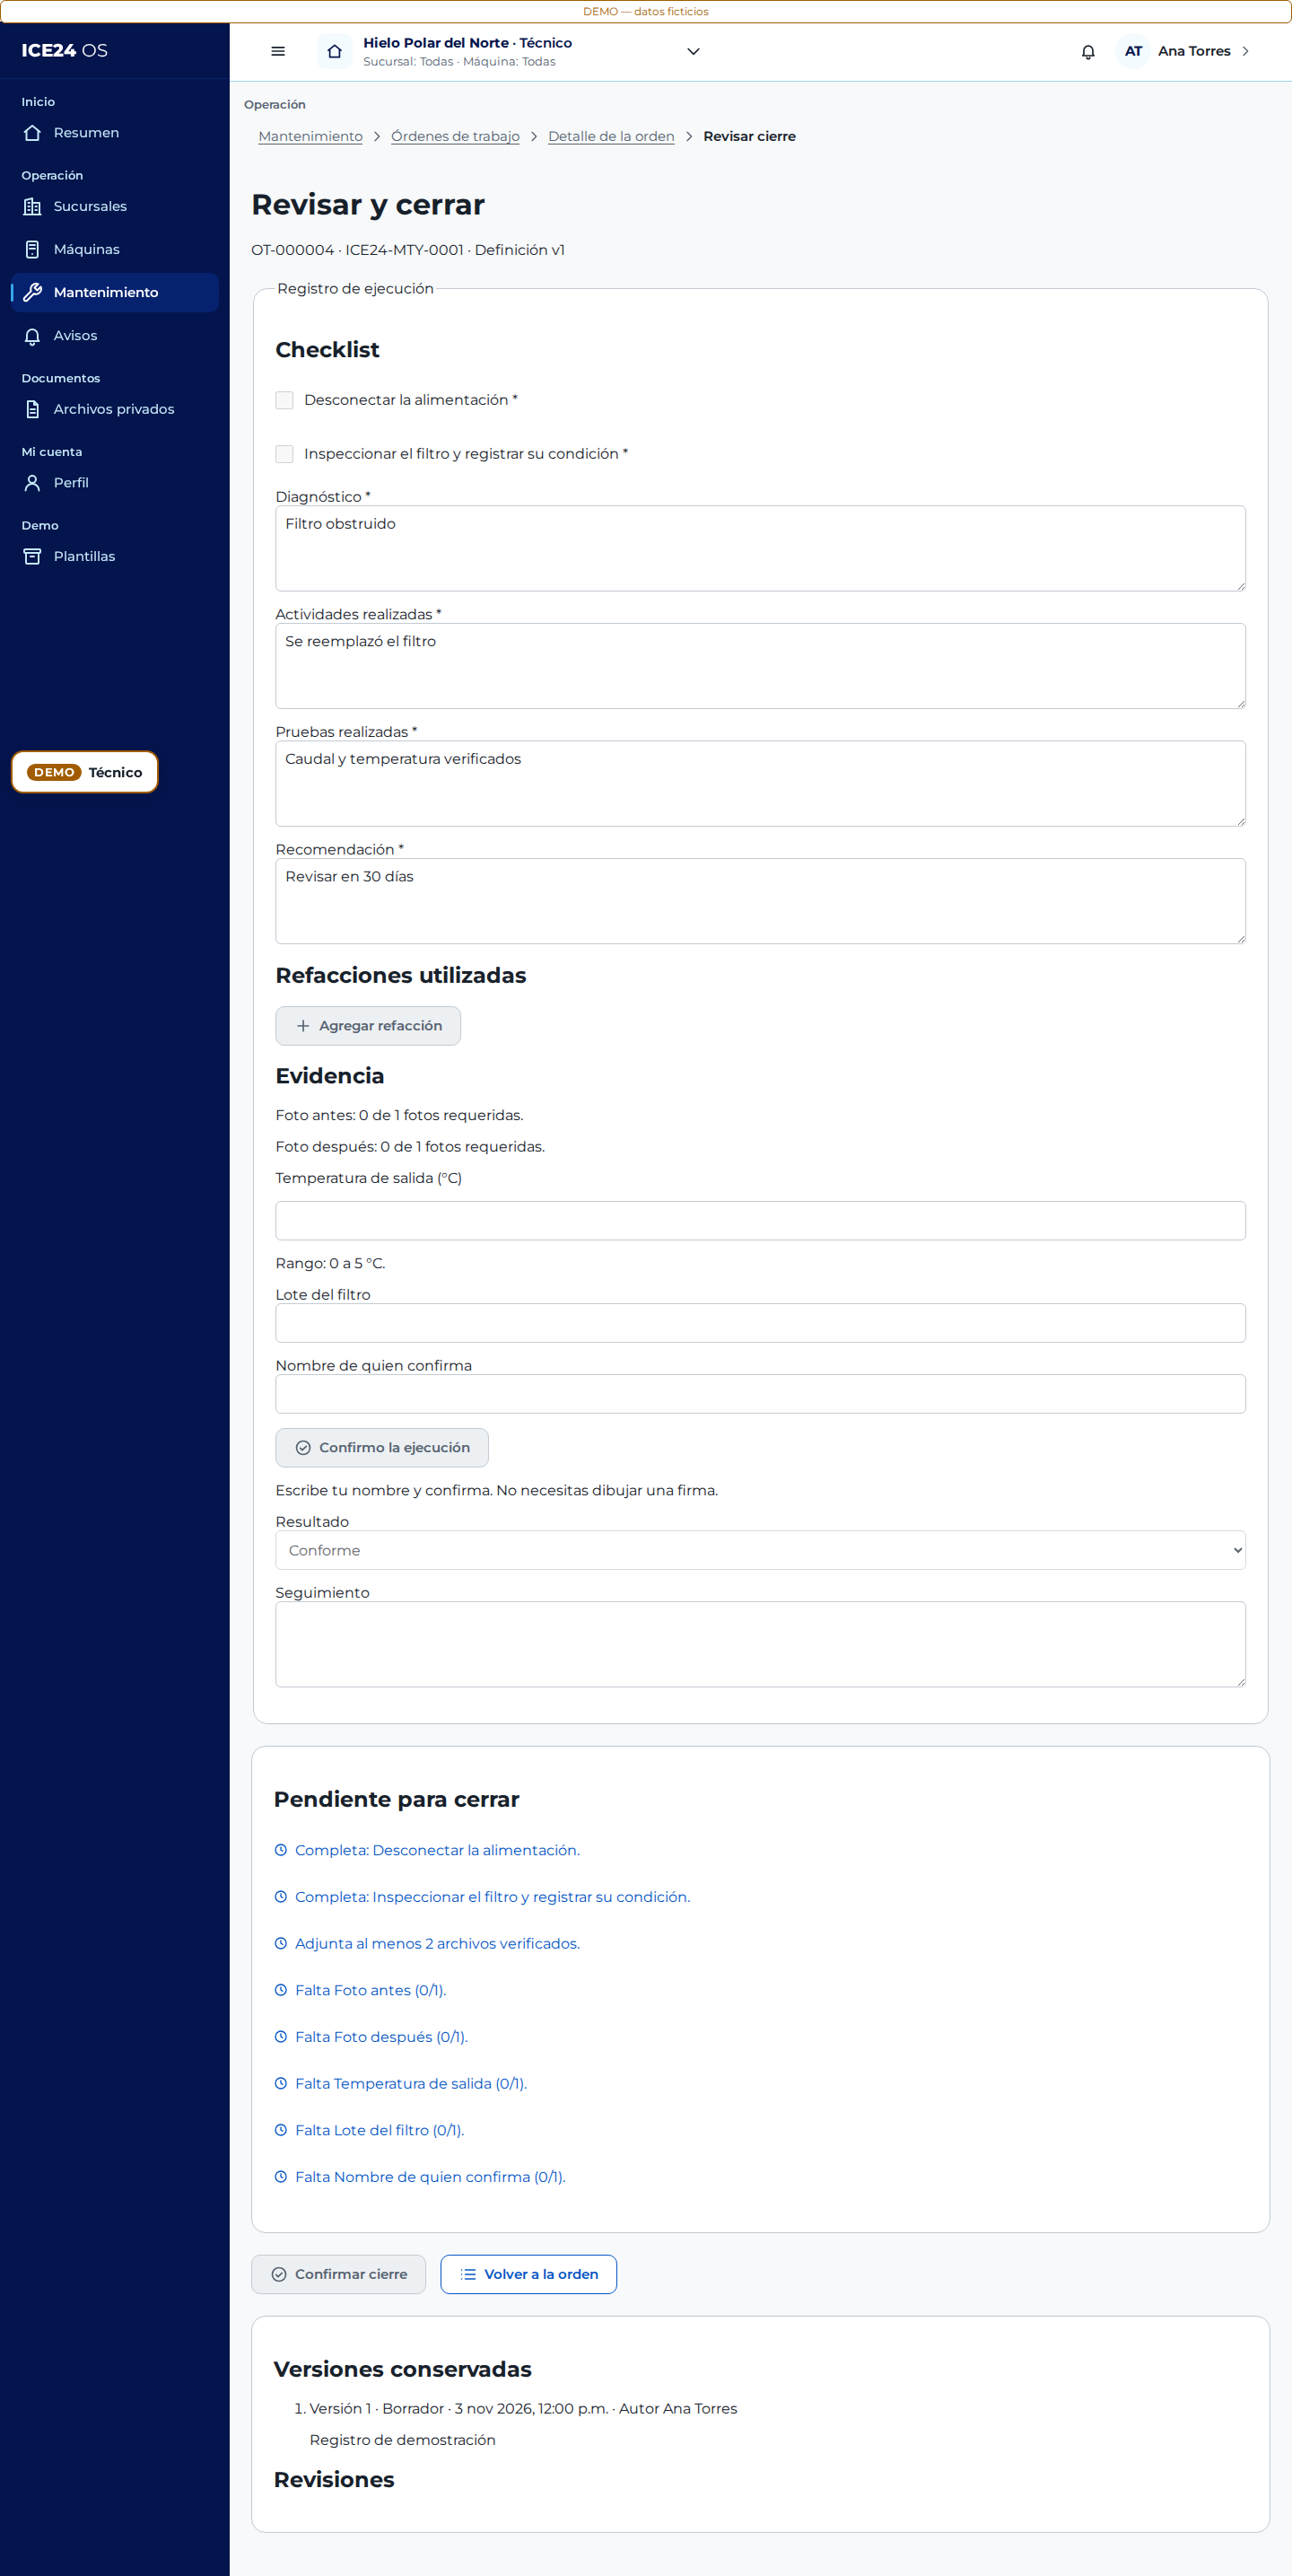 DEMO — datos ficticios
ICE24 OS
Inicio
Resumen
Operación
Sucursales
Máquinas
Mantenimiento
Avisos
Documentos
Archivos privados
Mi cuenta
Perfil
Demo
Plantillas
DEMO Técnico
Hielo Polar del Norte · Técnico
Sucursal: Todas · Máquina: Todas
AT Ana Torres
Operación
Mantenimiento > Órdenes de trabajo > Detalle de la orden > Revisar cierre
Revisar y cerrar
OT-000004 · ICE24-MTY-0001 · Definición v1
Registro de ejecución
Checklist
Desconectar la alimentación *
Inspeccionar el filtro y registrar su condición *
Diagnóstico *
Filtro obstruido
Actividades realizadas *
Se reemplazó el filtro
Pruebas realizadas *
Caudal y temperatura verificados
Recomendación *
Revisar en 30 días
Refacciones utilizadas
Agregar refacción
Evidencia
Foto antes: 0 de 1 fotos requeridas.
Foto después: 0 de 1 fotos requeridas.
Temperatura de salida (°C)
Rango: 0 a 5 °C.
Lote del filtro
Nombre de quien confirma
Confirmo la ejecución
Escribe tu nombre y confirma. No necesitas dibujar una firma.
Resultado
Conforme
Seguimiento
Pendiente para cerrar
Completa: Desconectar la alimentación.
Completa: Inspeccionar el filtro y registrar su condición.
Adjunta al menos 2 archivos verificados.
Falta Foto antes (0/1).
Falta Foto después (0/1).
Falta Temperatura de salida (0/1).
Falta Lote del filtro (0/1).
Falta Nombre de quien confirma (0/1).
Confirmar cierre
Volver a la orden
Versiones conservadas
1. Versión 1 · Borrador · 3 nov 2026, 12:00 p.m. · Autor Ana Torres
Registro de demostración
Revisiones